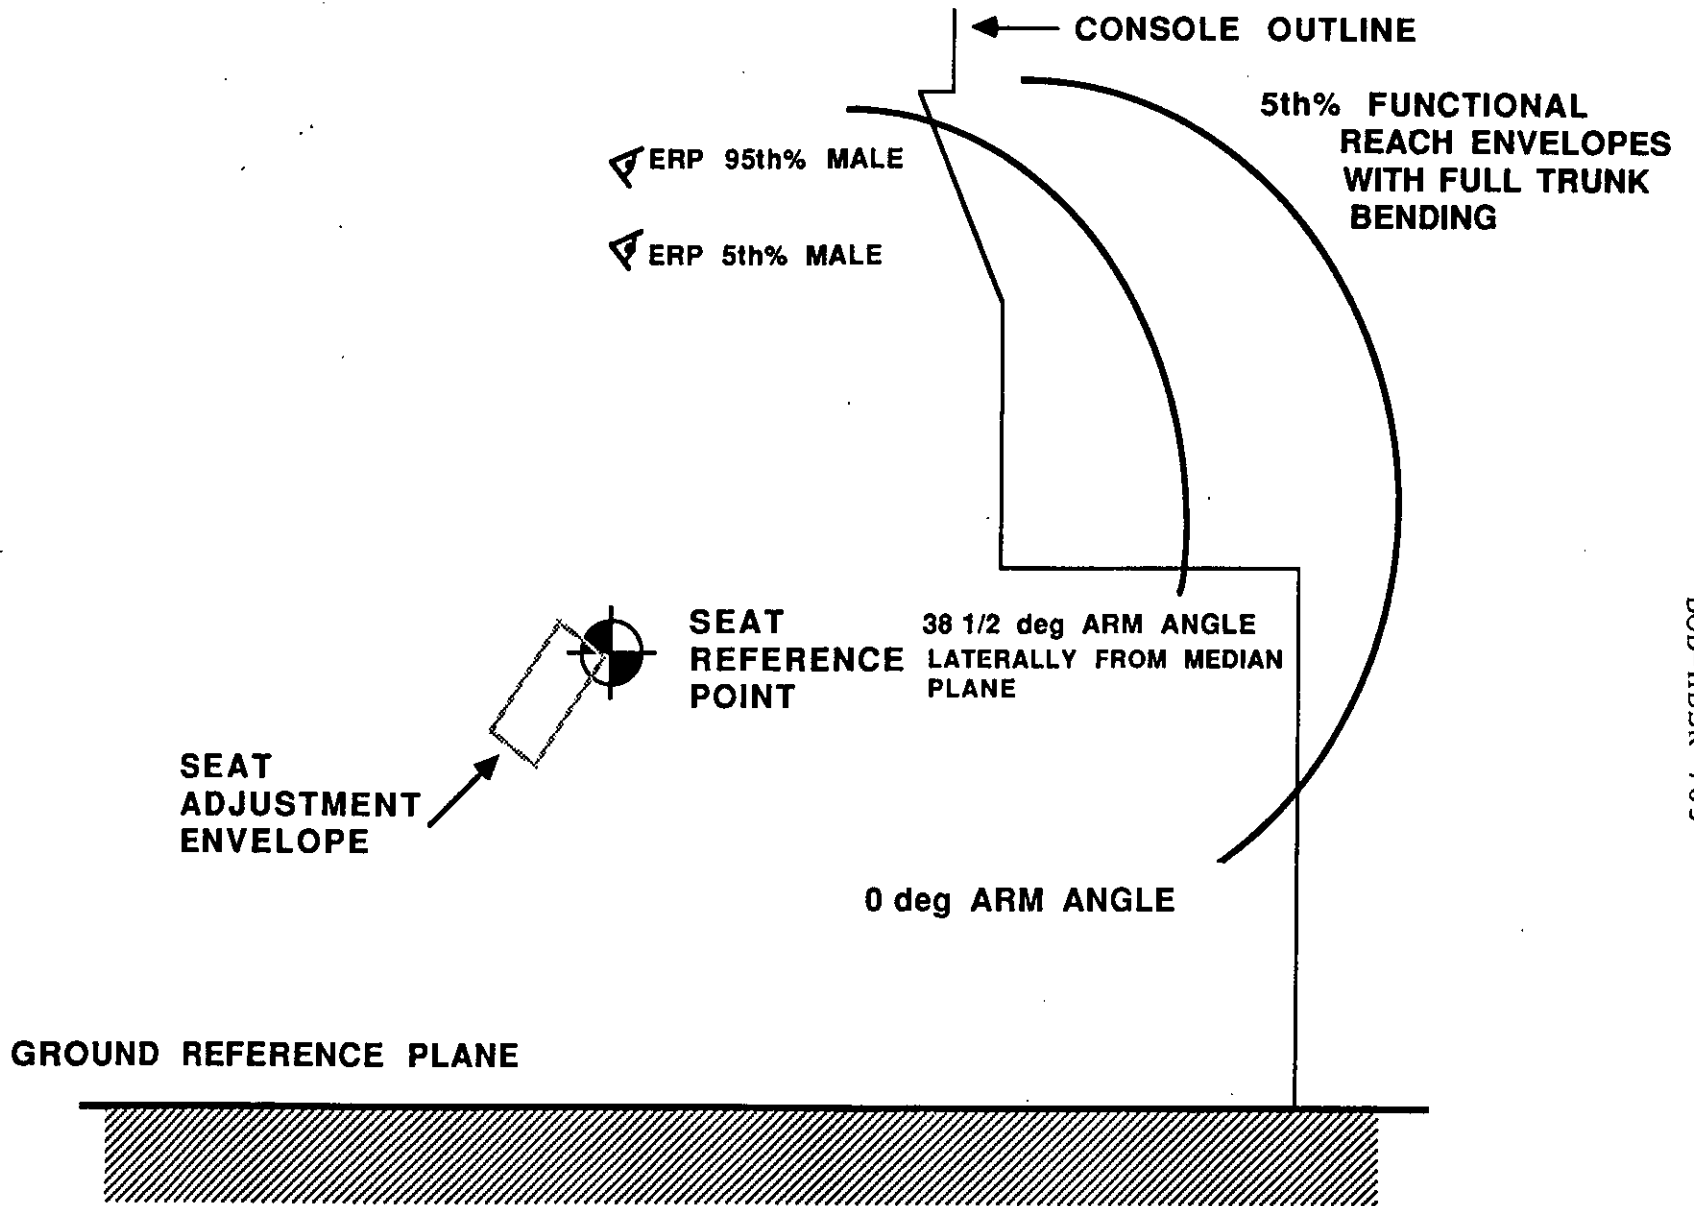 CONSOLE OUTLINE
5th% FUNCTIONAL
REACH ENVELOPES
WITH FULL TRUNK
BENDING
ERP 95th% MALE
ERP 5th% MALE
SEAT
REFERENCE
POINT
38 1/2 deg ARM ANGLE
LATERALLY FROM MEDIAN
PLANE
SEAT
ADJUSTMENT
ENVELOPE
0 deg ARM ANGLE
GROUND REFERENCE PLANE